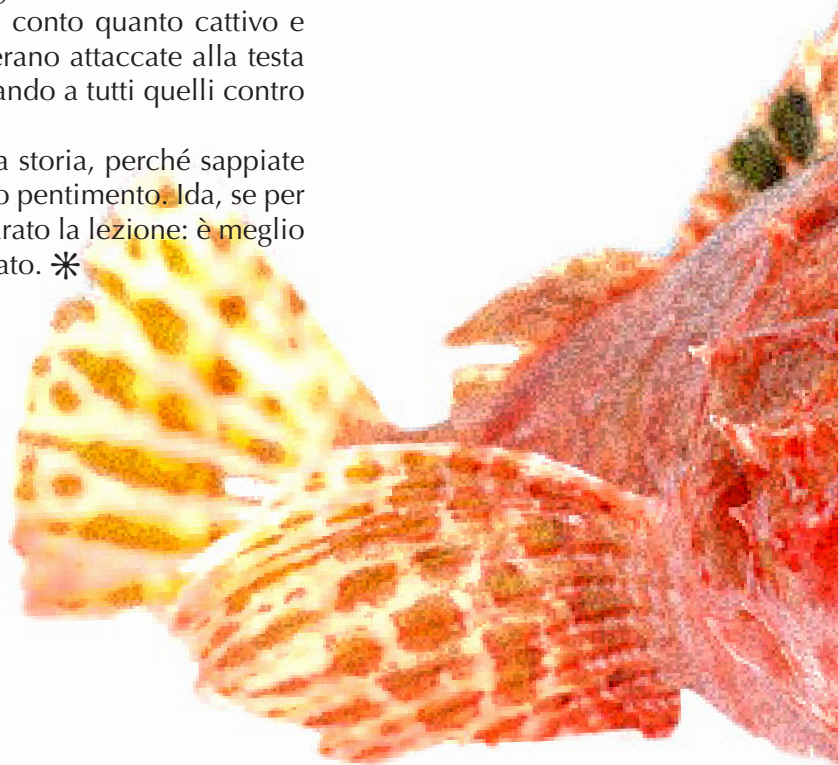 conto quanto cattivo e
erano attaccate alla testa
ando a tutti quelli contro
a storia, perché sappiate
o pentimento. Ida, se per
rato la lezione: è meglio
ato. ✳